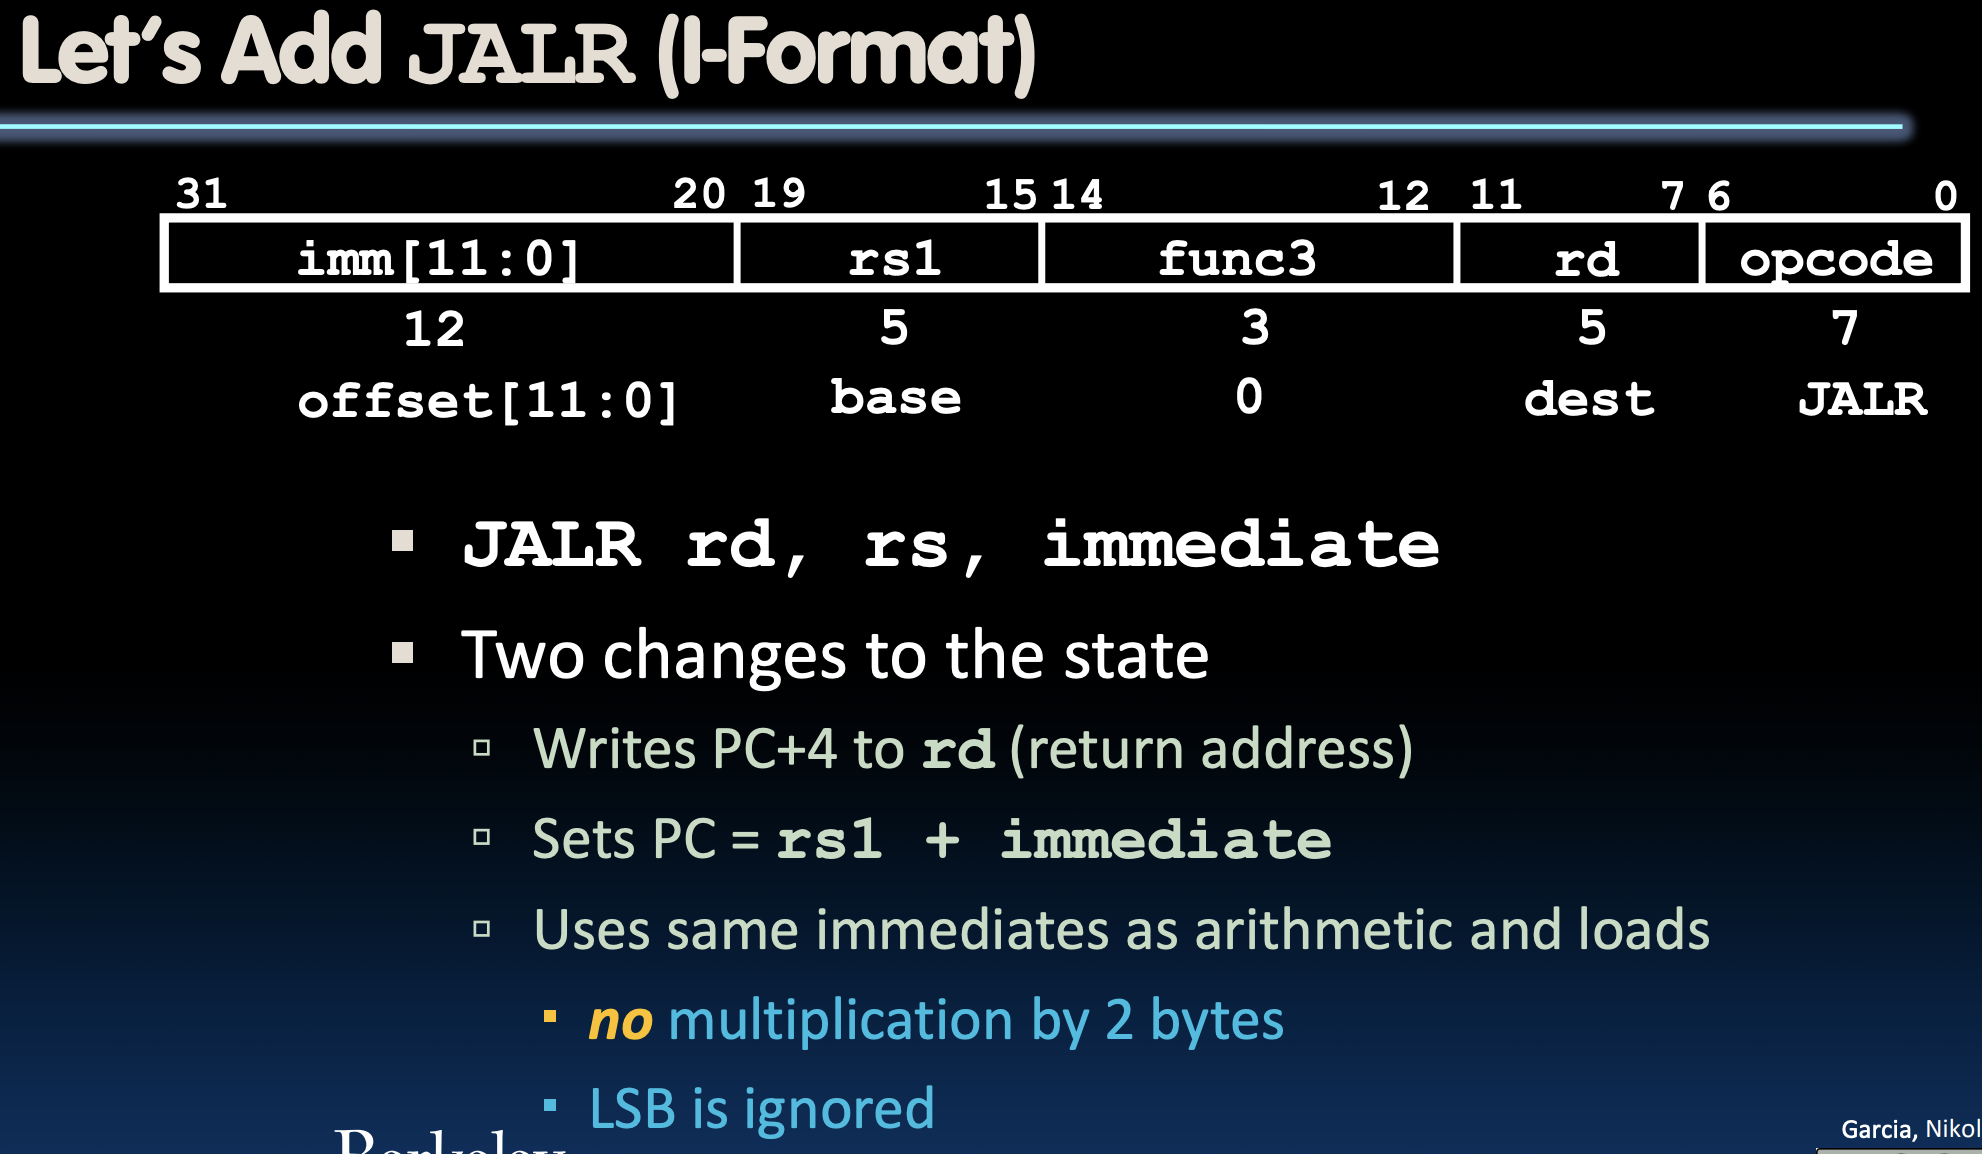 Let's Add JALR (I-Format)
31 20 19 15 14 12 11 7 6 0
imm[11:0] rs1 func3 rd opcode
12 5 3 5 7
offset[11:0] base 0 dest JALR
JALR rd, rs, immediate
Two changes to the state
Writes PC+4 to rd (return address)
Sets PC = rs1 + immediate
Uses same immediates as arithmetic and loads
no multiplication by 2 bytes
LSB is ignored
Berkeley
Garcia, Nikol